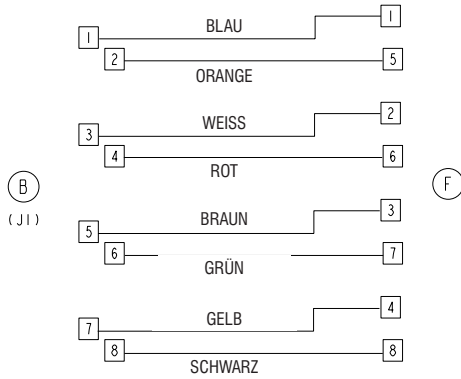 BLAU
1 1
2 5
ORANGE
WEISS
3 2
4 6
ROT
B
(J1)
F
BRAUN
5 3
6 7
GRÜN
GELB
7 4
8 8
SCHWARZ